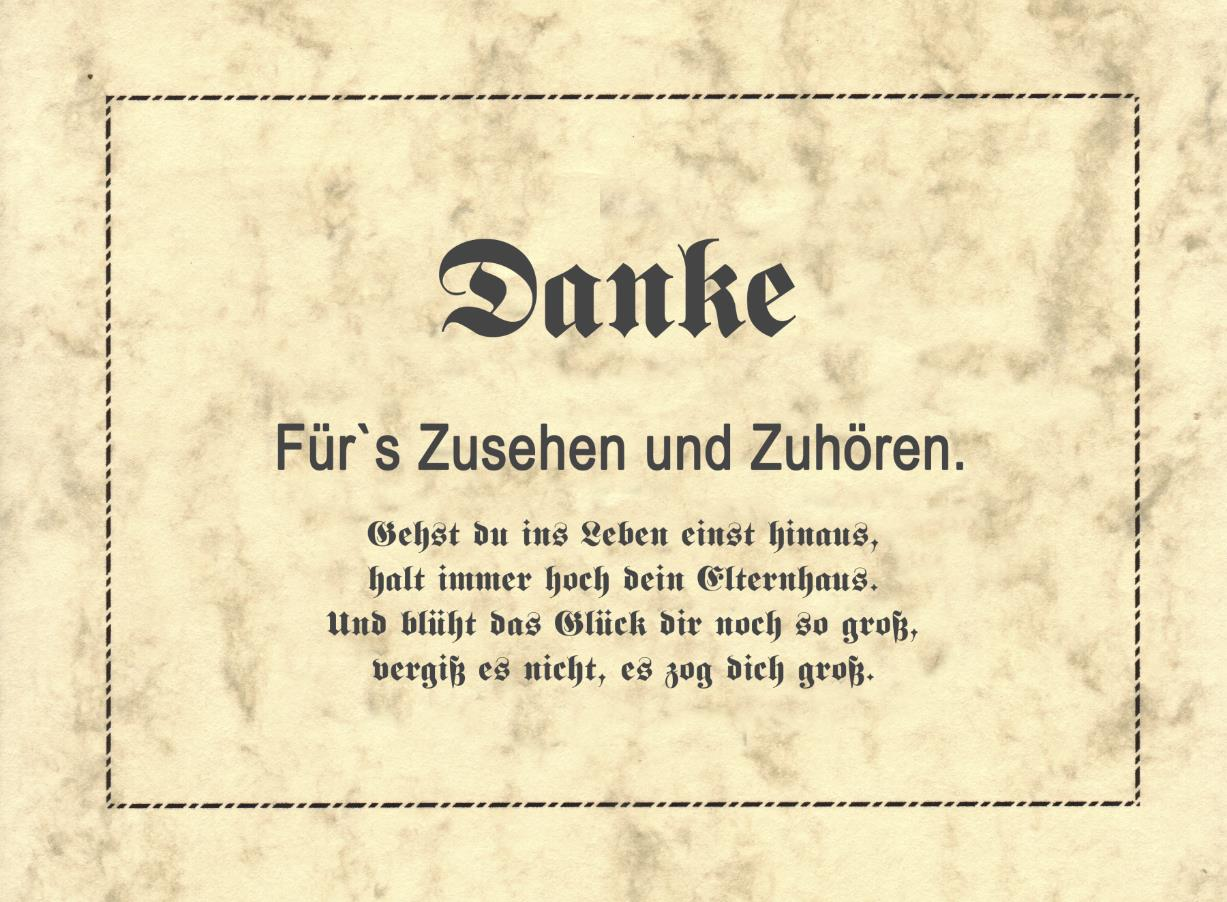 Danke
Für`s Zusehen und Zuhören.
Gehst du ins Leben einst hinaus,
halt immer hoch dein Elternhaus.
Und blüht das Glück dir noch so groß,
vergiß es nicht, es zog dich groß.